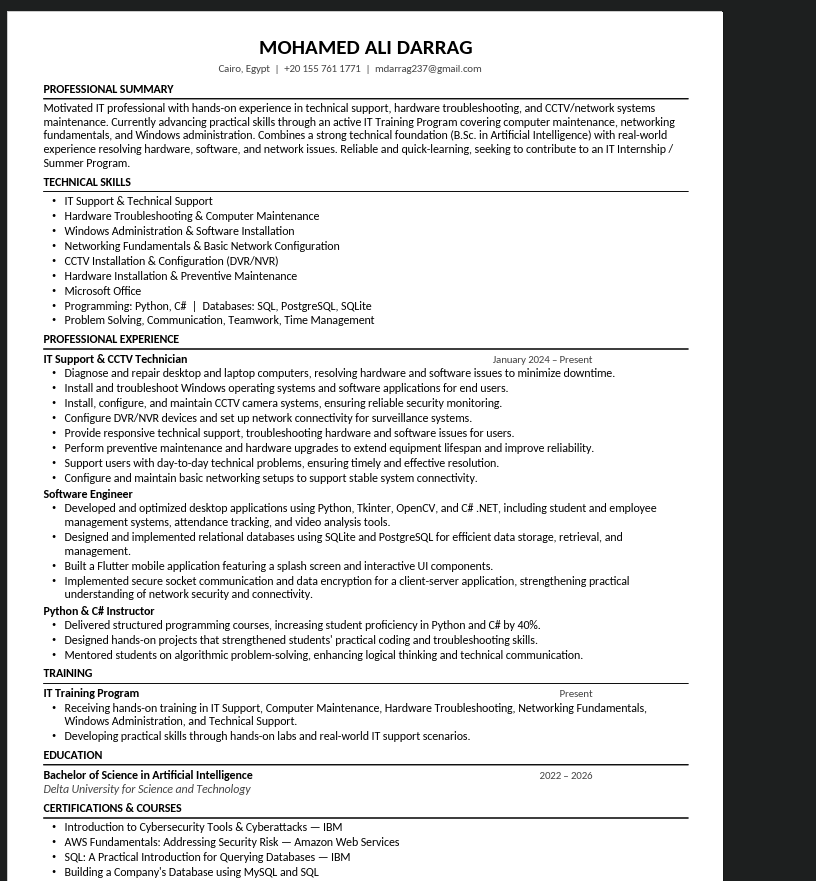 MOHAMED ALI DARRAG
Cairo, Egypt | +20 155 761 1771 | mdarrag237@gmail.com
PROFESSIONAL SUMMARY
Motivated IT professional with hands-on experience in technical support, hardware troubleshooting, and CCTV/network systems
maintenance. Currently advancing practical skills through an active IT Training Program covering computer maintenance, networking
fundamentals, and Windows administration. Combines a strong technical foundation (B.Sc. in Artificial Intelligence) with real-world
experience resolving hardware, software, and network issues. Reliable and quick-learning, seeking to contribute to an IT Internship /
Summer Program.
TECHNICAL SKILLS
• IT Support & Technical Support
• Hardware Troubleshooting & Computer Maintenance
• Windows Administration & Software Installation
• Networking Fundamentals & Basic Network Configuration
• CCTV Installation & Configuration (DVR/NVR)
• Hardware Installation & Preventive Maintenance
• Microsoft Office
• Programming: Python, C# | Databases: SQL, PostgreSQL, SQLite
• Problem Solving, Communication, Teamwork, Time Management
PROFESSIONAL EXPERIENCE
IT Support & CCTV Technician January 2024 – Present
• Diagnose and repair desktop and laptop computers, resolving hardware and software issues to minimize downtime.
• Install and troubleshoot Windows operating systems and software applications for end users.
• Install, configure, and maintain CCTV camera systems, ensuring reliable security monitoring.
• Configure DVR/NVR devices and set up network connectivity for surveillance systems.
• Provide responsive technical support, troubleshooting hardware and software issues for users.
• Perform preventive maintenance and hardware upgrades to extend equipment lifespan and improve reliability.
• Support users with day-to-day technical problems, ensuring timely and effective resolution.
• Configure and maintain basic networking setups to support stable system connectivity.
Software Engineer
• Developed and optimized desktop applications using Python, Tkinter, OpenCV, and C# .NET, including student and employee
management systems, attendance tracking, and video analysis tools.
• Designed and implemented relational databases using SQLite and PostgreSQL for efficient data storage, retrieval, and
management.
• Built a Flutter mobile application featuring a splash screen and interactive UI components.
• Implemented secure socket communication and data encryption for a client-server application, strengthening practical
understanding of network security and connectivity.
Python & C# Instructor
• Delivered structured programming courses, increasing student proficiency in Python and C# by 40%.
• Designed hands-on projects that strengthened students' practical coding and troubleshooting skills.
• Mentored students on algorithmic problem-solving, enhancing logical thinking and technical communication.
TRAINING
IT Training Program Present
• Receiving hands-on training in IT Support, Computer Maintenance, Hardware Troubleshooting, Networking Fundamentals,
Windows Administration, and Technical Support.
• Developing practical skills through hands-on labs and real-world IT support scenarios.
EDUCATION
Bachelor of Science in Artificial Intelligence 2022 – 2026
Delta University for Science and Technology
CERTIFICATIONS & COURSES
• Introduction to Cybersecurity Tools & Cyberattacks — IBM
• AWS Fundamentals: Addressing Security Risk — Amazon Web Services
• SQL: A Practical Introduction for Querying Databases — IBM
• Building a Company's Database using MySQL and SQL